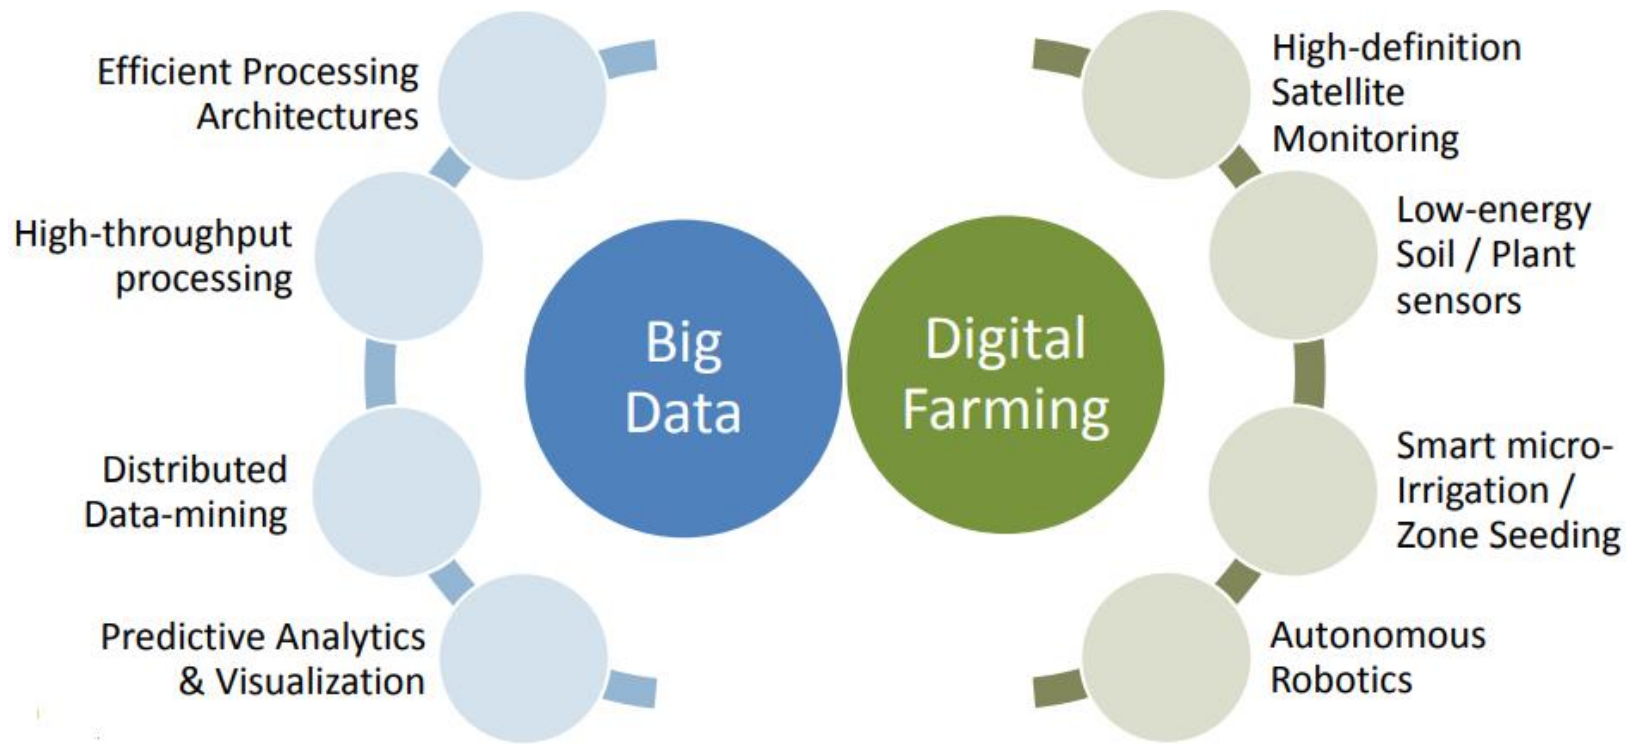 Efficient Processing
Architectures
High-throughput
processing
Distributed
Data-mining
Predictive Analytics
& Visualization
Big
Data
Digital
Farming
High-definition
Satellite
Monitoring
Low-energy
Soil / Plant
sensors
Smart micro-
Irrigation /
Zone Seeding
Autonomous
Robotics